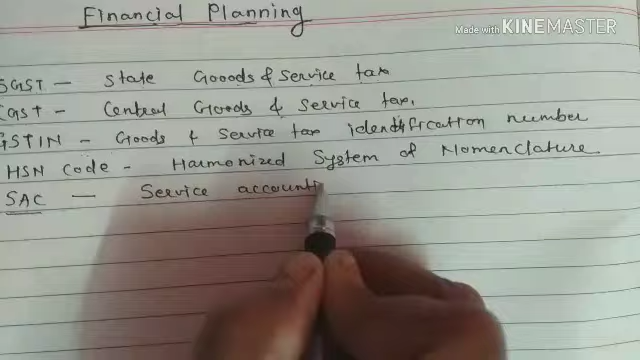 Financial Planning
Made with KINEMASTER
SGST - State Gooods & Service tax
CGST - Central Goods & Service tax.
GSTIN - Goods & Service tax identification number
HSN Code - Harmonized System of Nomenclature
SAC - Service accounti